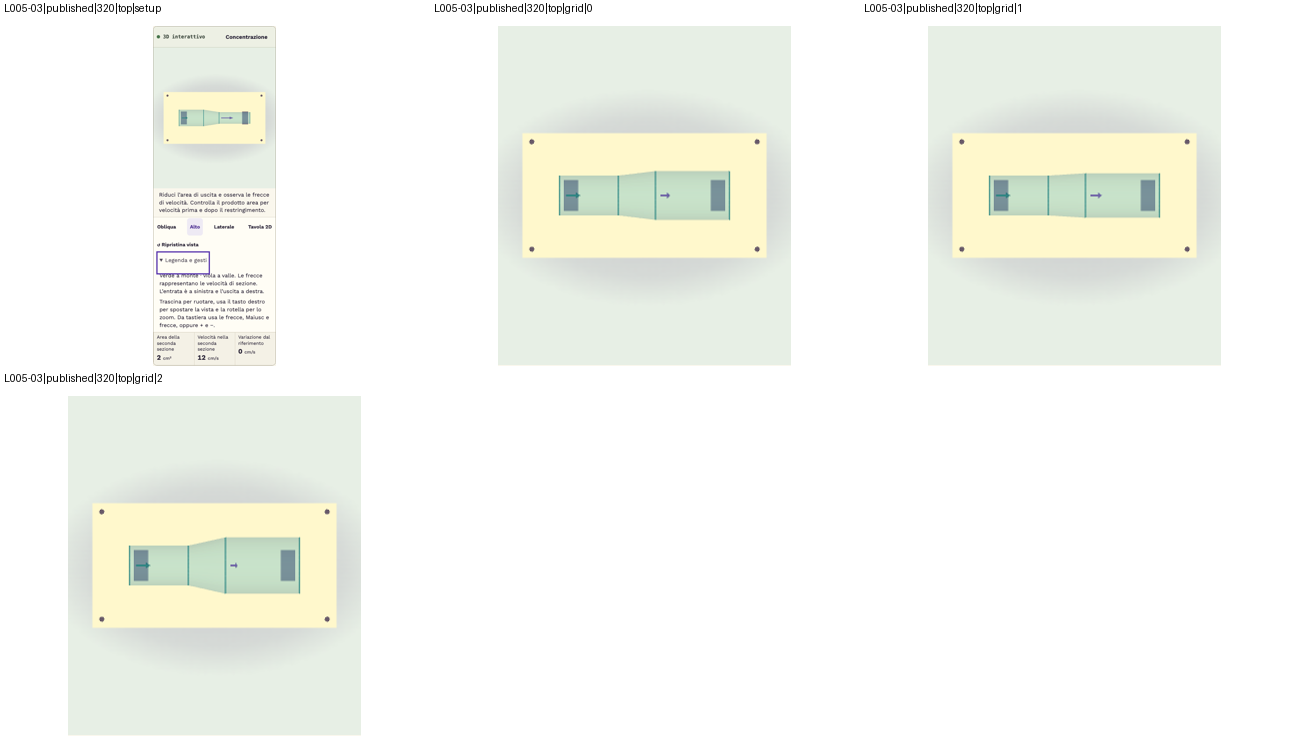 L005-03|published|320|top|setup
L005-03|published|320|top|grid|0
L005-03|published|320|top|grid|1
3D interattivo
Concentrazione
Riduci l'area di uscita e osserva le frecce
di velocità. Controlla il prodotto area per
velocità prima e dopo il restringimento.
Obliqua
Alto
Laterale
Tavola 2D
↺ Ripristina vista
▾ Legenda e gesti
Verde a monte · viola a valle. Le frecce
rappresentano le velocità di sezione.
L'entrata è a sinistra e l'uscita a destra.
Trascina per ruotare, usa il tasto destro
per spostare la vista e la rotella per lo
zoom. Da tastiera usa le frecce, Maiusc e
frecce, oppure + e −.
Area della
seconda
sezione
2 cm²
Velocità nella
seconda
sezione
12 cm/s
Variazione dal
riferimento
0 cm/s
L005-03|published|320|top|grid|2